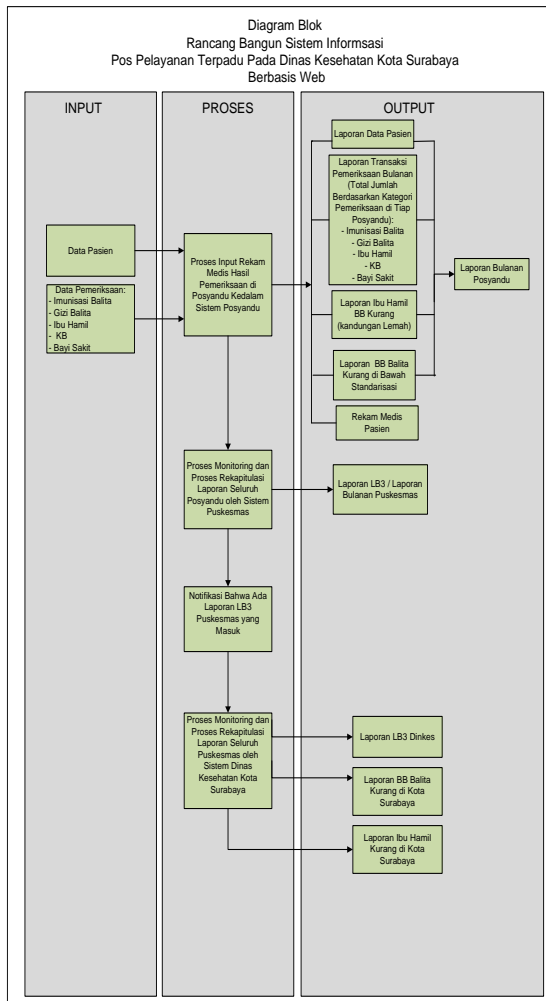 Diagram Blok
Rancang Bangun Sistem Informsasi
Pos Pelayanan Terpadu Pada Dinas Kesehatan Kota Surabaya
Berbasis Web
INPUT
PROSES
OUTPUT
Data Pasien
Data Pemeriksaan:
- Imunisasi Balita
- Gizi Balita
- Ibu Hamil
- KB
- Bayi Sakit
Proses Input Rekam
Medis Hasil
Pemeriksaan di
Posyandu Kedalam
Sistem Posyandu
Laporan Data Pasien
Laporan Transaksi
Pemeriksaan Bulanan
(Total Jumlah
Berdasarkan Kategori
Pemeriksaan di Tiap
Posyandu):
- Imunisasi Balita
- Gizi Balita
- Ibu Hamil
- KB
- Bayi Sakit
Laporan Ibu Hamil
BB Kurang
(kandungan Lemah)
Laporan BB Balita
Kurang di Bawah
Standarisasi
Rekam Medis
Pasien
Laporan Bulanan
Posyandu
Proses Monitoring dan
Proses Rekapitulasi
Laporan Seluruh
Posyandu oleh Sistem
Puskesmas
Laporan LB3 / Laporan
Bulanan Puskesmas
Notifikasi Bahwa Ada
Laporan LB3
Puskesmas yang
Masuk
Proses Monitoring dan
Proses Rekapitulasi
Laporan Seluruh
Puskesmas oleh
Sistem Dinas
Kesehatan Kota
Surabaya
Laporan LB3 Dinkes
Laporan BB Balita
Kurang di Kota
Surabaya
Laporan Ibu Hamil
Kurang di Kota
Surabaya